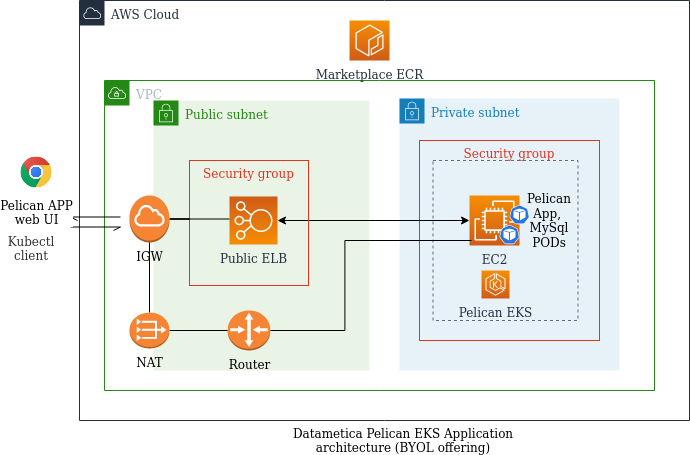 AWS Cloud
Marketplace ECR
VPC
Public subnet
Private subnet
Security group
Security group
Pelican APP
web UI
Kubectl
client
IGW
Public ELB
Pelican
App,
MySql
PODs
EC2
Pelican EKS
NAT
Router
Datametica Pelican EKS Application
architecture (BYOL offering)